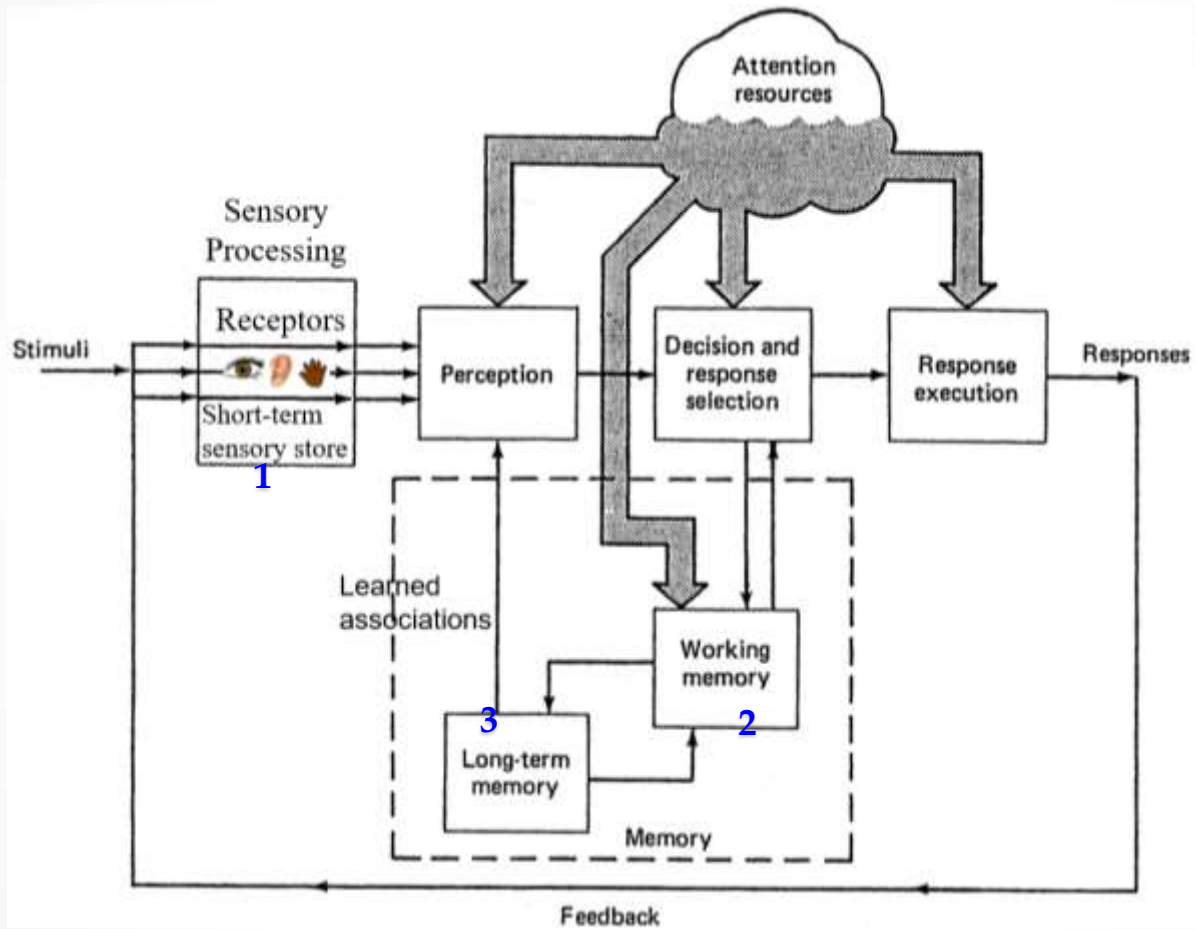 Attention
resources
Sensory
Processing
Receptors
Stimuli
Short-term
sensory store
1
Perception
Decision and
response
selection
Response
execution
Responses
Learned
associations
Working
memory
2
3
Long-term
memory
Memory
Feedback